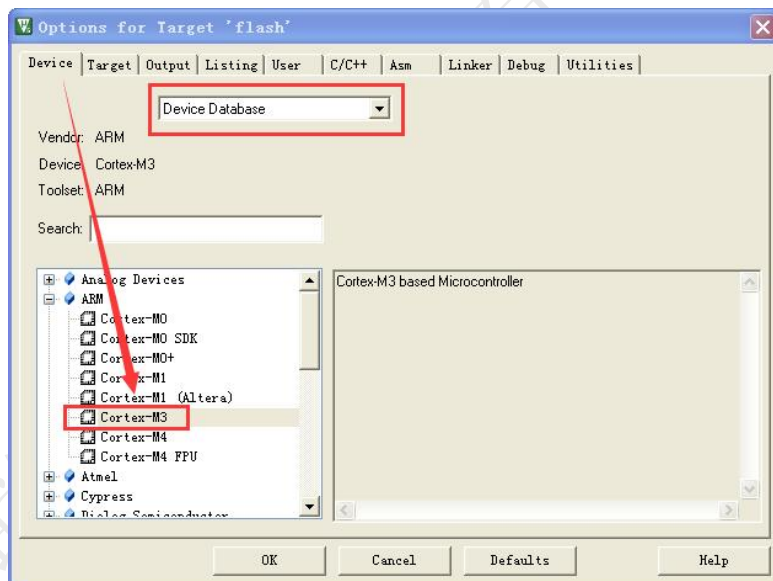 Options for Target 'flash'
Device Target Output Listing User C/C++ Asm Linker Debug Utilities
Device Database
Vendor: ARM
Device: Cortex-M3
Toolset: ARM
Search:
Analog Devices
ARM
Cortex-M0
Cortex-M0 SDK
Cortex-M0+
Cortex-M1
Cortex-M1 (Altera)
Cortex-M3
Cortex-M4
Cortex-M4 FPU
Atmel
Cypress
Dialog Semiconductor
Cortex-M3 based Microcontroller
OK Cancel Defaults Help